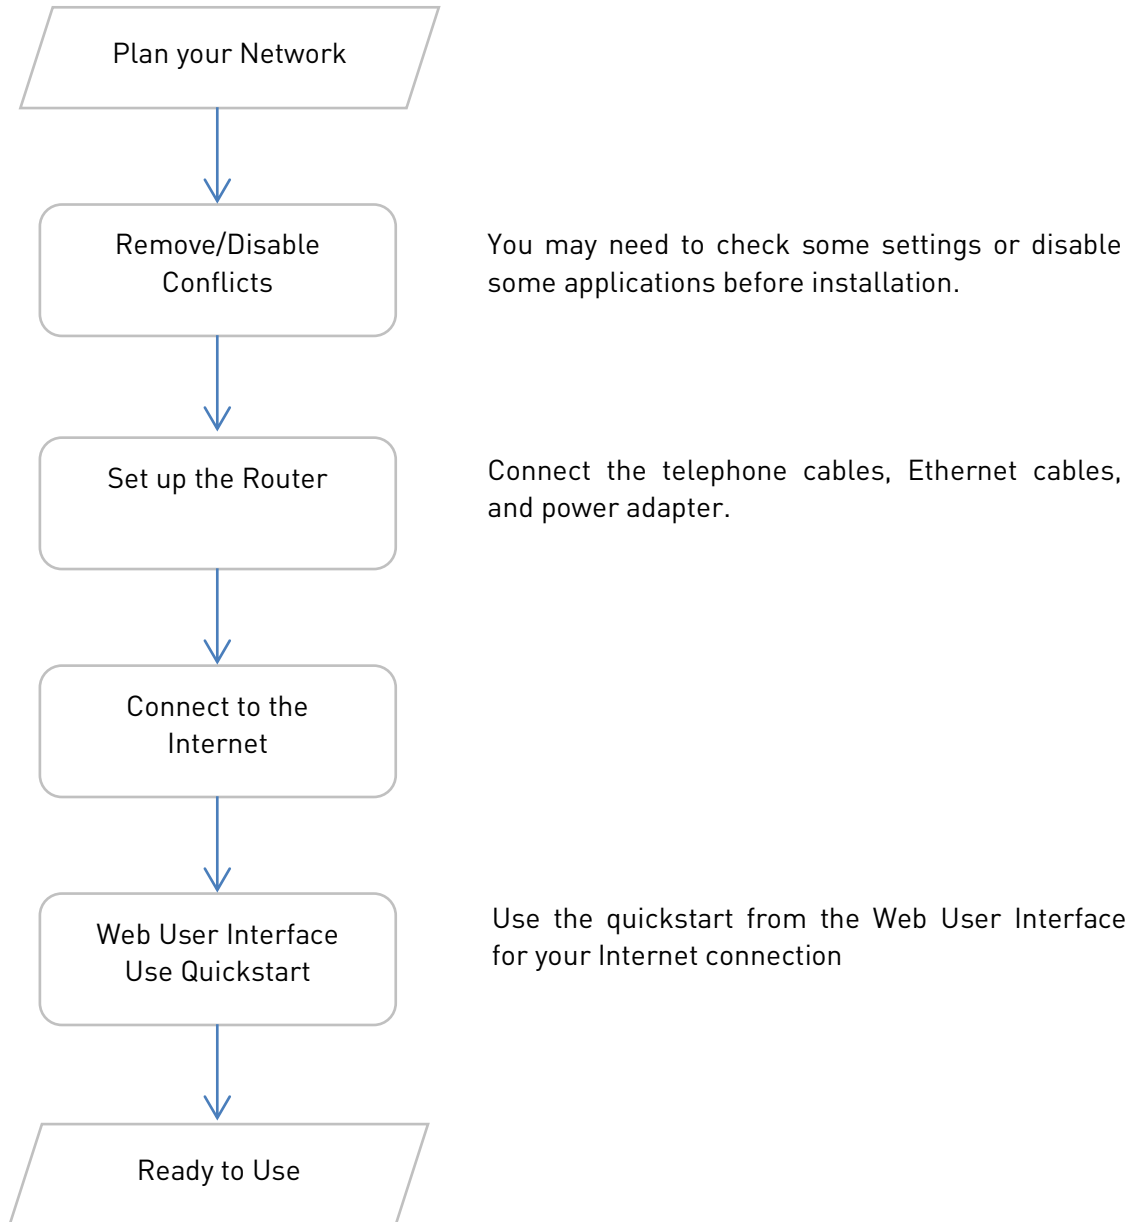 Plan your Network
Remove/Disable
Conflicts
You may need to check some settings or disable
some applications before installation.
Set up the Router
Connect the telephone cables, Ethernet cables,
and power adapter.
Connect to the
Internet
Web User Interface
Use Quickstart
Use the quickstart from the Web User Interface
for your Internet connection
Ready to Use